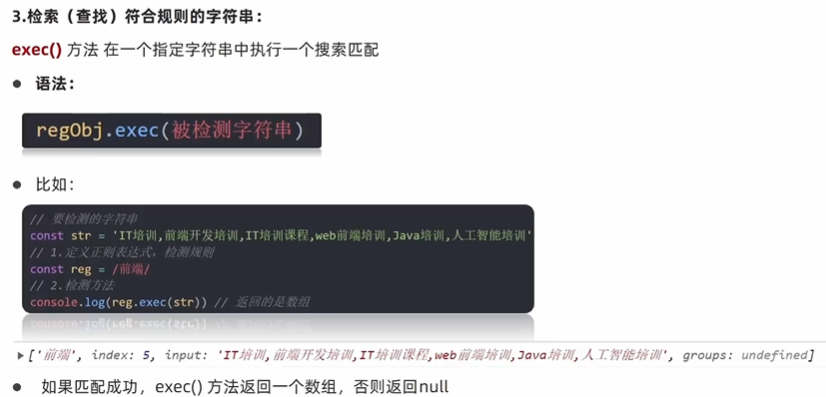 3.检索（查找）符合规则的字符串：
exec() 方法 在一个指定字符串中执行一个搜索匹配
● 语法：
regObj.exec(被检测字符串)
● 比如：
// 要检测的字符串
const str = 'IT培训,前端开发培训,IT培训课程,web前端培训,Java培训,人工智能培训'
// 1.定义正则表达式，检测规则
const reg = /前端/
// 2.检测方法
console.log(reg.exec(str)) // 返回的是数组
▶ ['前端', index: 5, input: 'IT培训,前端开发培训,IT培训课程,web前端培训,Java培训,人工智能培训', groups: undefined]
● 如果匹配成功，exec() 方法返回一个数组，否则返回null